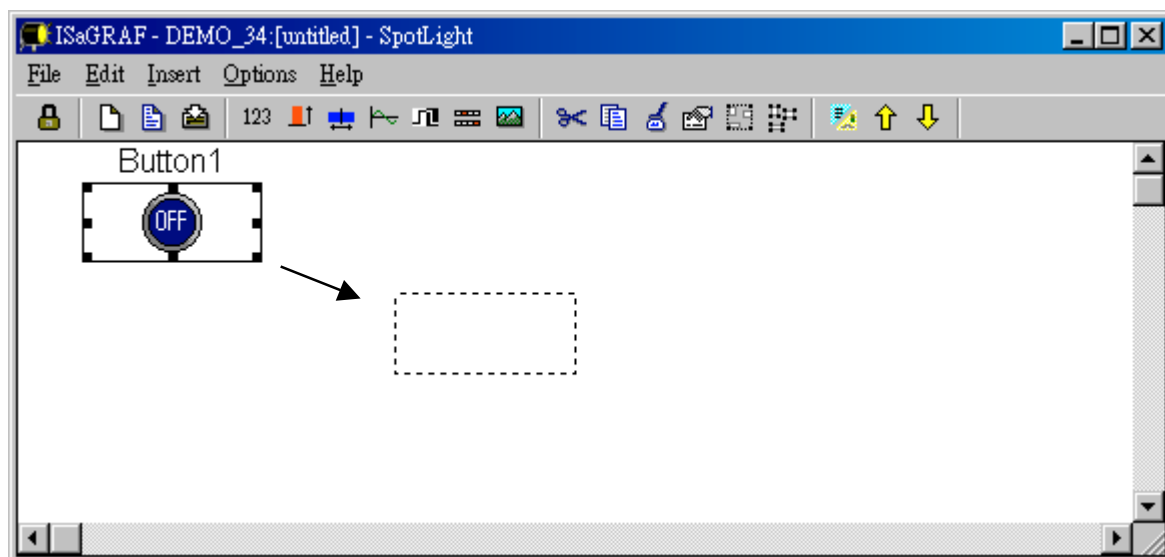 ISaGRAF - DEMO_34:[untitled] - SpotLight
File Edit Insert Options Help
123
Button1
OFF